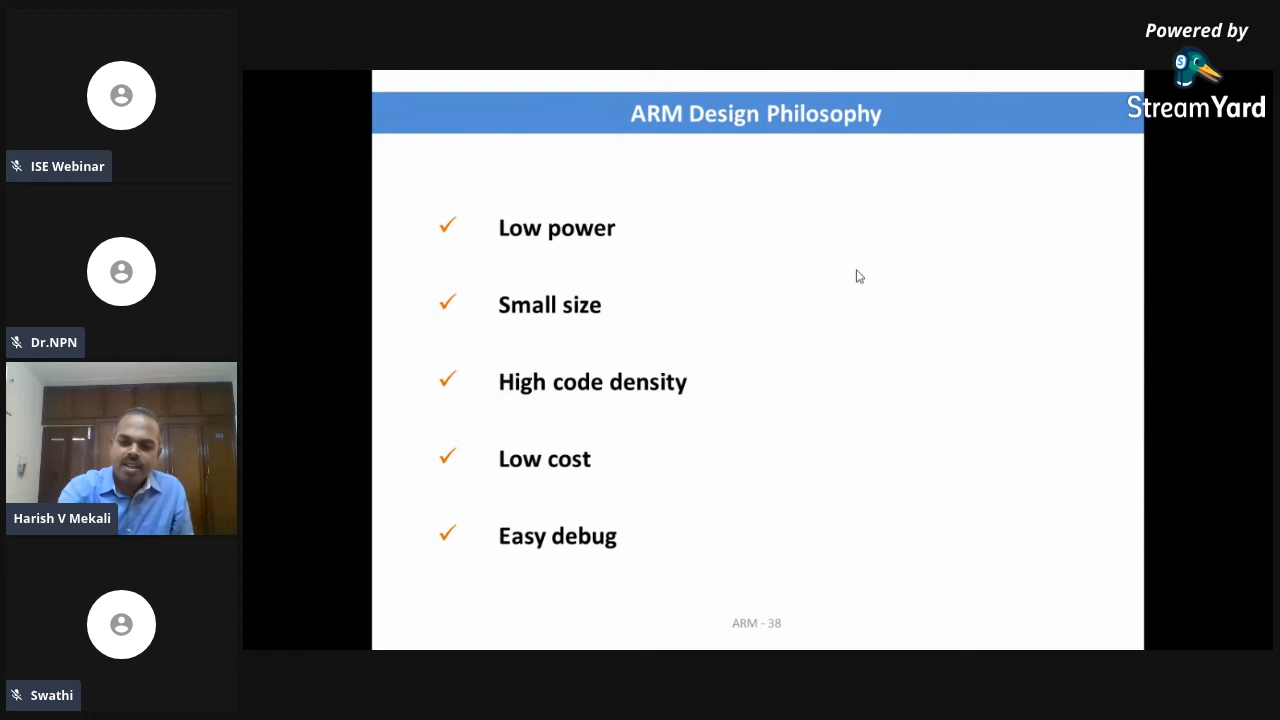 Powered by
StreamYard
ISE Webinar
Dr.NPN
Harish V Mekali
Swathi
ARM Design Philosophy
✓ Low power
✓ Small size
✓ High code density
✓ Low cost
✓ Easy debug
ARM - 38